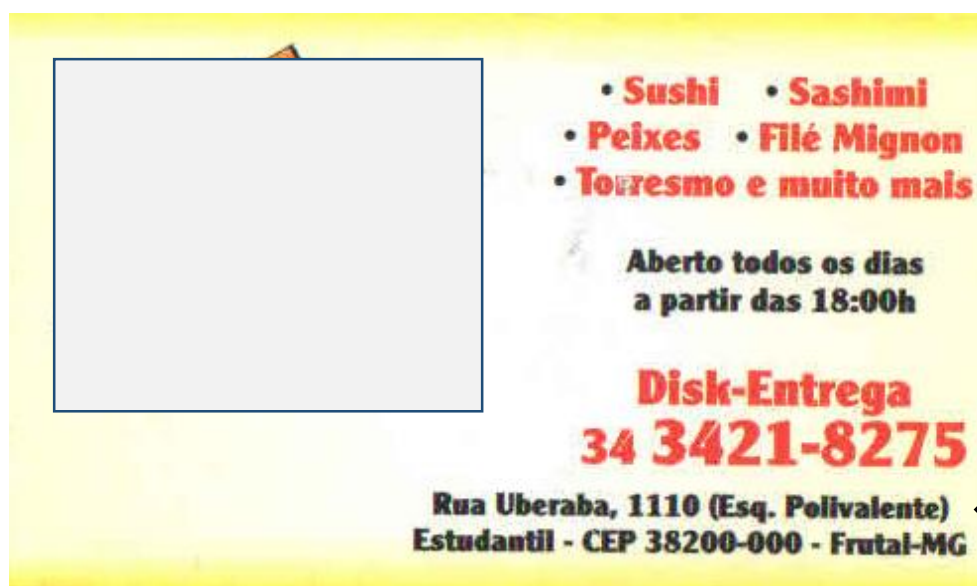 • Sushi • Sashimi
• Peixes • Filé Mignon
• Torresmo e muito mais
Aberto todos os dias
a partir das 18:00h
Disk-Entrega
34 3421-8275
Rua Uberaba, 1110 (Esq. Polivalente)
Estudantil - CEP 38200-000 - Frutal-MG